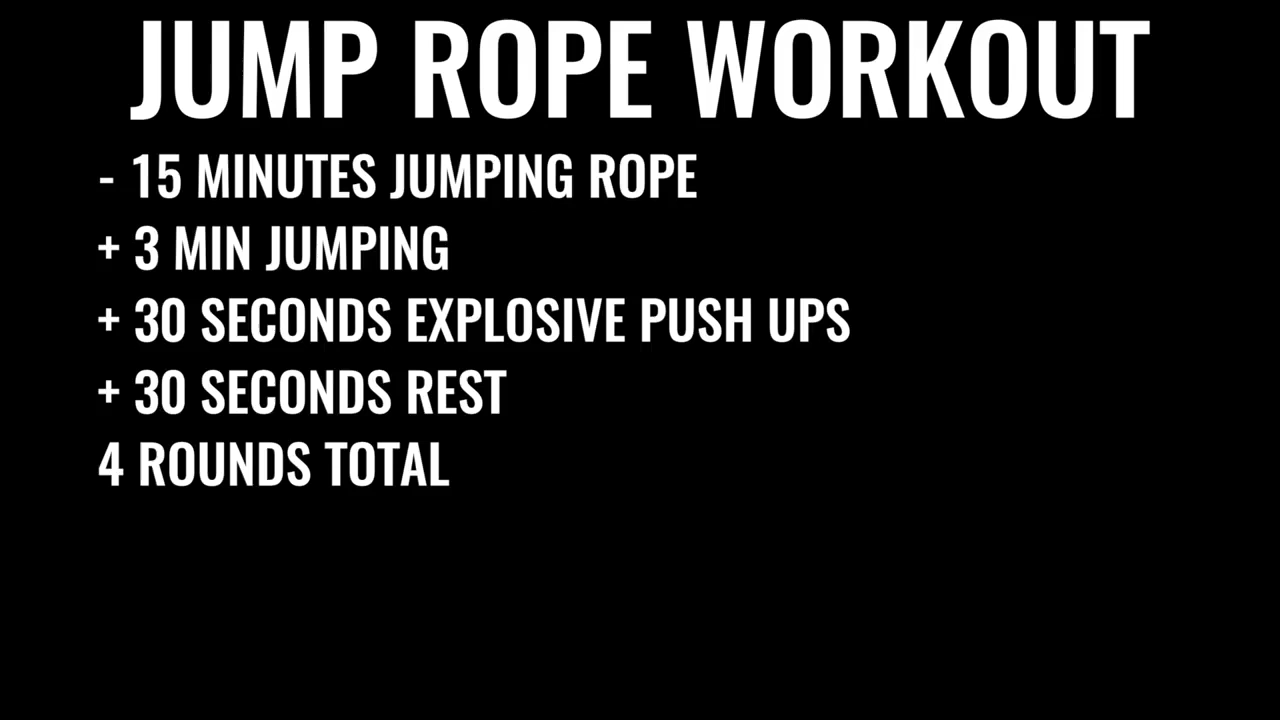 JUMP ROPE WORKOUT
- 15 MINUTES JUMPING ROPE
+ 3 MIN JUMPING
+ 30 SECONDS EXPLOSIVE PUSH UPS
+ 30 SECONDS REST
4 ROUNDS TOTAL